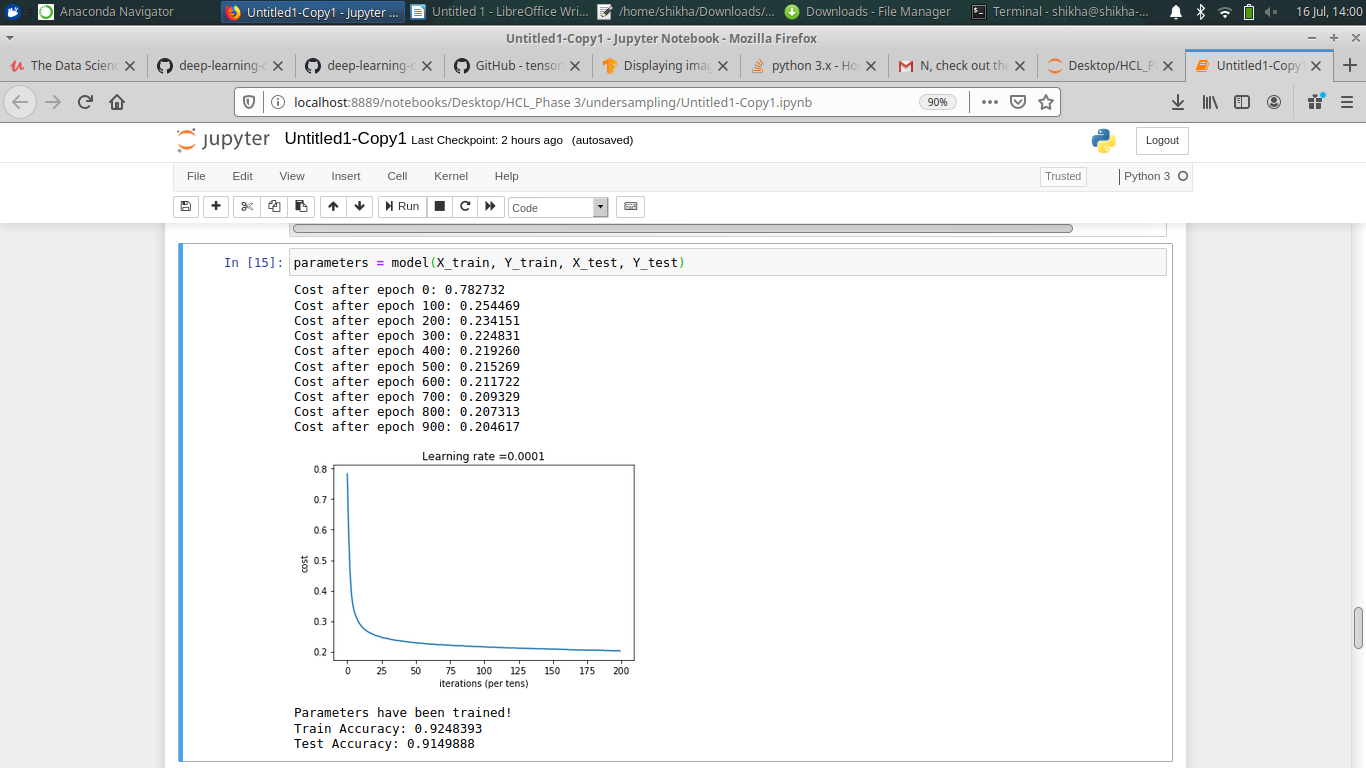 Anaconda Navigator
Untitled1-Copy1 - Jupyter ...
Untitled 1 - LibreOffice Wri...
/home/shikha/Downloads/...
Downloads - File Manager
Terminal - shikha@shikha-...
16 Jul, 14:00
Untitled1-Copy1 - Jupyter Notebook - Mozilla Firefox
The Data Scienc
deep-learning-c
deep-learning-c
GitHub - tensor
Displaying imag
python 3.x - Ho
N, check out the
Desktop/HCL_P
Untitled1-Copy1
localhost:8889/notebooks/Desktop/HCL_Phase 3/undersampling/Untitled1-Copy1.ipynb
90%
jupyter
Untitled1-Copy1 Last Checkpoint: 2 hours ago (autosaved)
Logout
File Edit View Insert Cell Kernel Help
Trusted
Python 3
Run
Code
In [15]: parameters = model(X_train, Y_train, X_test, Y_test)
Cost after epoch 0: 0.782732
Cost after epoch 100: 0.254469
Cost after epoch 200: 0.234151
Cost after epoch 300: 0.224831
Cost after epoch 400: 0.219260
Cost after epoch 500: 0.215269
Cost after epoch 600: 0.211722
Cost after epoch 700: 0.209329
Cost after epoch 800: 0.207313
Cost after epoch 900: 0.204617
Learning rate =0.0001
0.8
0.7
0.6
0.5
0.4
0.3
0.2
cost
0 25 50 75 100 125 150 175 200
iterations (per tens)
Parameters have been trained!
Train Accuracy: 0.9248393
Test Accuracy: 0.9149888